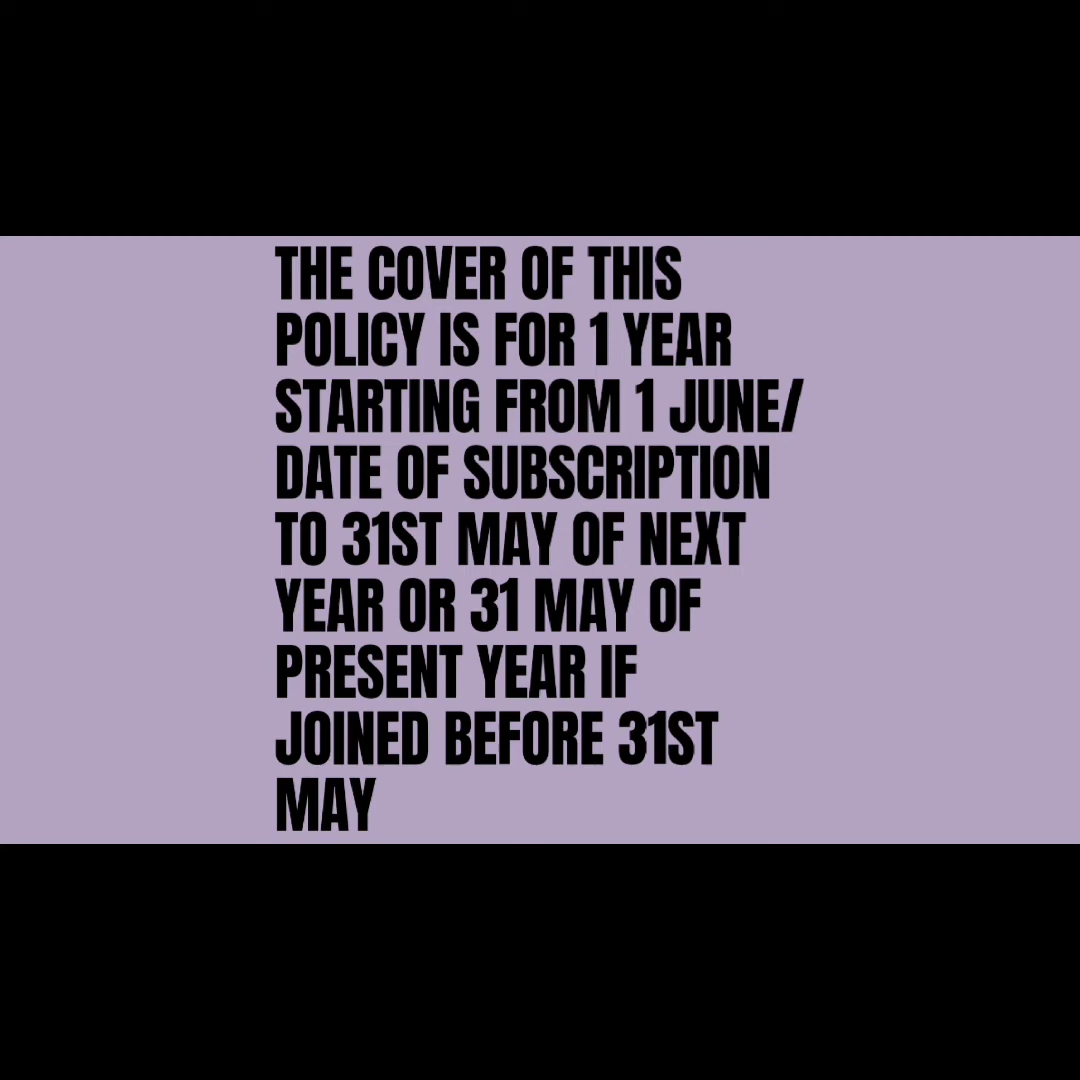 THE COVER OF THIS
POLICY IS FOR 1 YEAR
STARTING FROM 1 JUNE/
DATE OF SUBSCRIPTION
TO 31ST MAY OF NEXT
YEAR OR 31 MAY OF
PRESENT YEAR IF
JOINED BEFORE 31ST
MAY